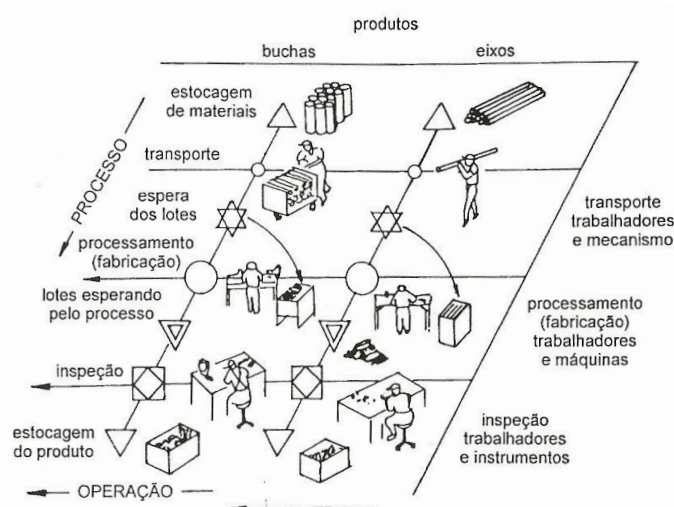 produtos
buchas
eixos
estocagem
de materiais
transporte
espera
dos lotes
PROCESSO
processamento
(fabricação)
lotes esperando
pelo processo
inspeção
estocagem
do produto
OPERAÇÃO
transporte
trabalhadores
e mecanismo
processamento
(fabricação)
trabalhadores
e máquinas
inspeção
trabalhadores
e instrumentos